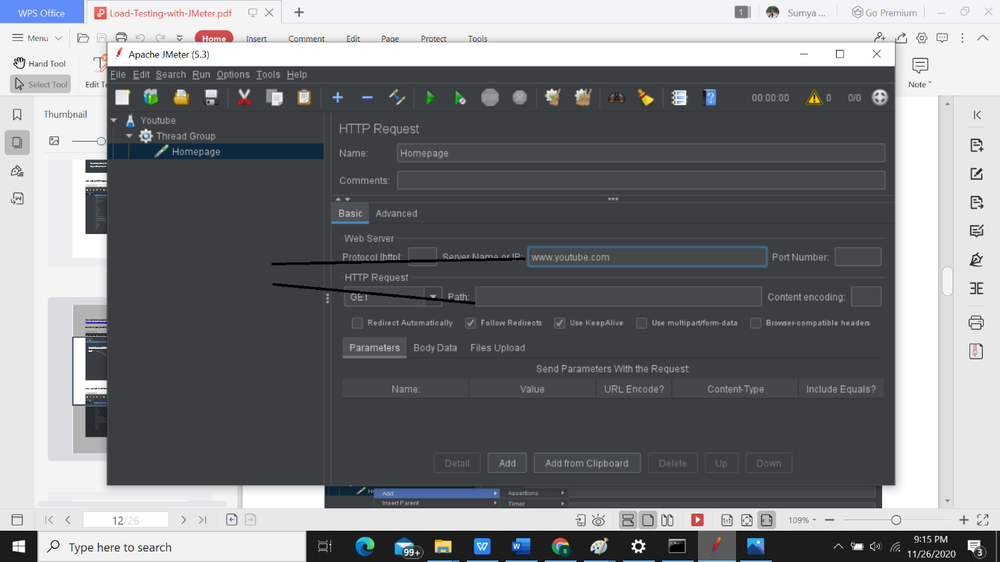 WPS Office
Load-Testing-with-JMeter.pdf
1
Sumya ...
Go Premium
Menu
Home
Insert
Comment
Edit
Page
Protect
Tools
Hand Tool
Select Tool
Edit Te
Note
Thumbnail
Apache JMeter (5.3)
File Edit Search Run Options Tools Help
STOP
00:00:00
0
0/0
Youtube
Thread Group
Homepage
HTTP Request
Name:
Homepage
Comments:
Basic
Advanced
Web Server
Protocol [http]:
Server Name or IP:
www.youtube.com
Port Number:
HTTP Request
GET
Path:
Content encoding:
Redirect Automatically
Follow Redirects
Use KeepAlive
Use multipart/form-data
Browser-compatible headers
Parameters
Body Data
Files Upload
Send Parameters With the Request:
Name:
Value
URL Encode?
Content-Type
Include Equals?
Detail
Add
Add from Clipboard
Delete
Up
Down
Add
Assertions
Insert Parent
Timer
12/26
109%
Type here to search
99+
9:15 PM
11/26/2020
3